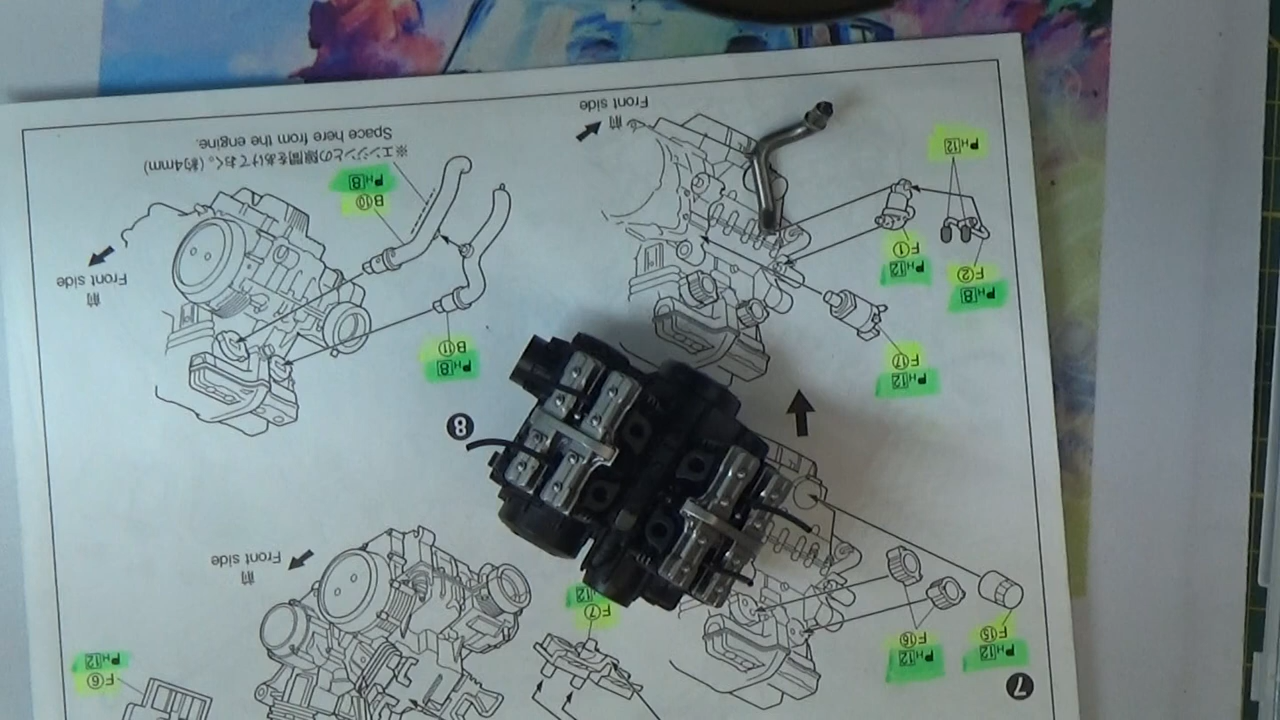 7
PH12
F⑮
PH12
F⑯
F⑦
PH12
F⑥
PH12
前
Front side
8
PH12
F⑰
PH8
F②
PH12
F①
PH12
前
Front side
PH8
B⑪
前
Front side
B⑩
PH8
※エンジンとの隙間をあけておく。(約4mm)
Space here from the engine.